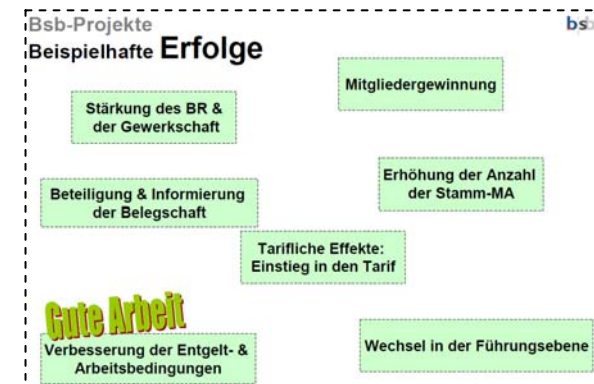 Bsb-Projekte
bsb
Beispielhafte Erfolge
Mitgliedergewinnung
Stärkung des BR &
der Gewerkschaft
Erhöhung der Anzahl
der Stamm-MA
Beteiligung & Informierung
der Belegschaft
Tarifliche Effekte:
Einstieg in den Tarif
Gute Arbeit
Verbesserung der Entgelt- &
Arbeitsbedingungen
Wechsel in der Führungsebene